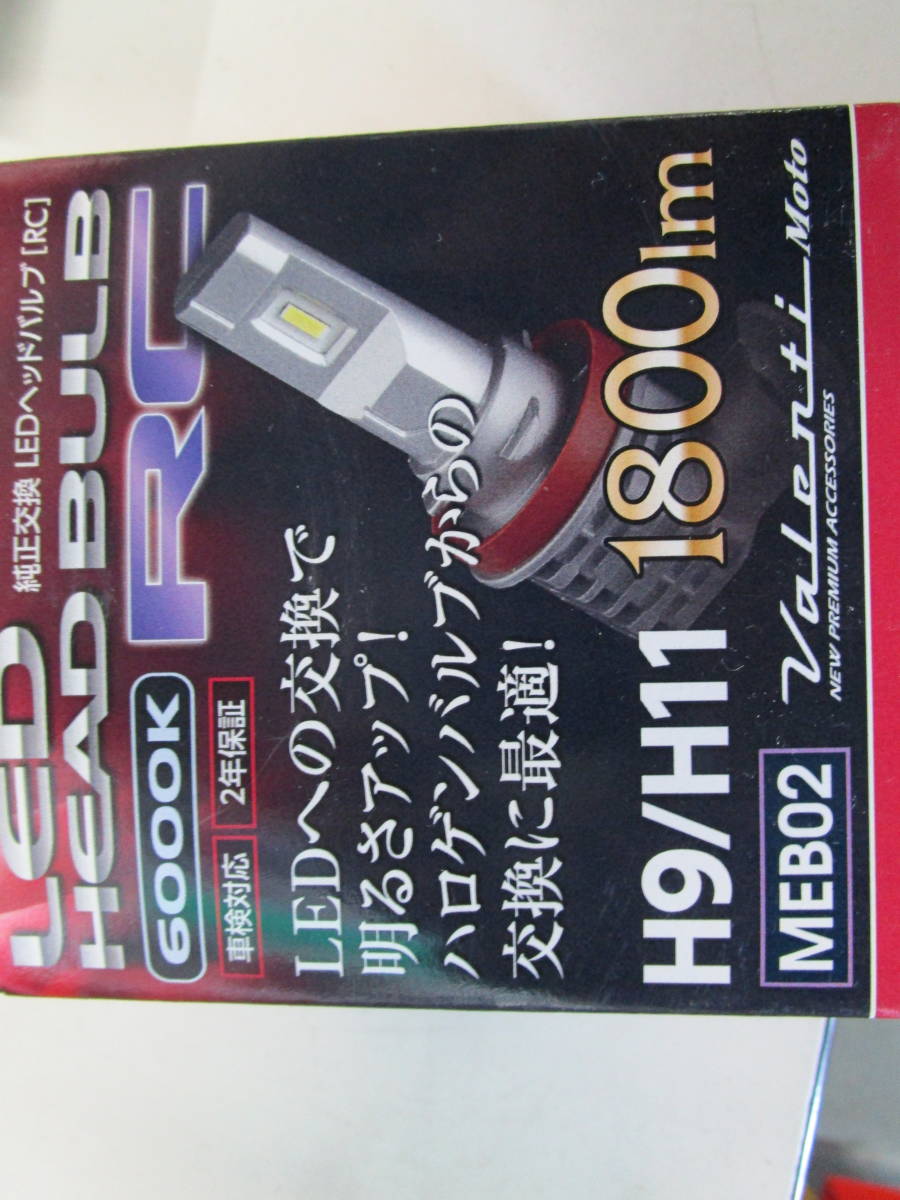 純正交換 LEDヘッドバルブ [RC]
LED
HEAD BULB
6000K RC
車検対応 2年保証
LEDへの交換で
明るさアップ!
ハロゲンバルブからの
交換に最適!
H9/H11 1800lm
MEB02 Valenti Moto
NEW PREMIUM ACCESSORIES